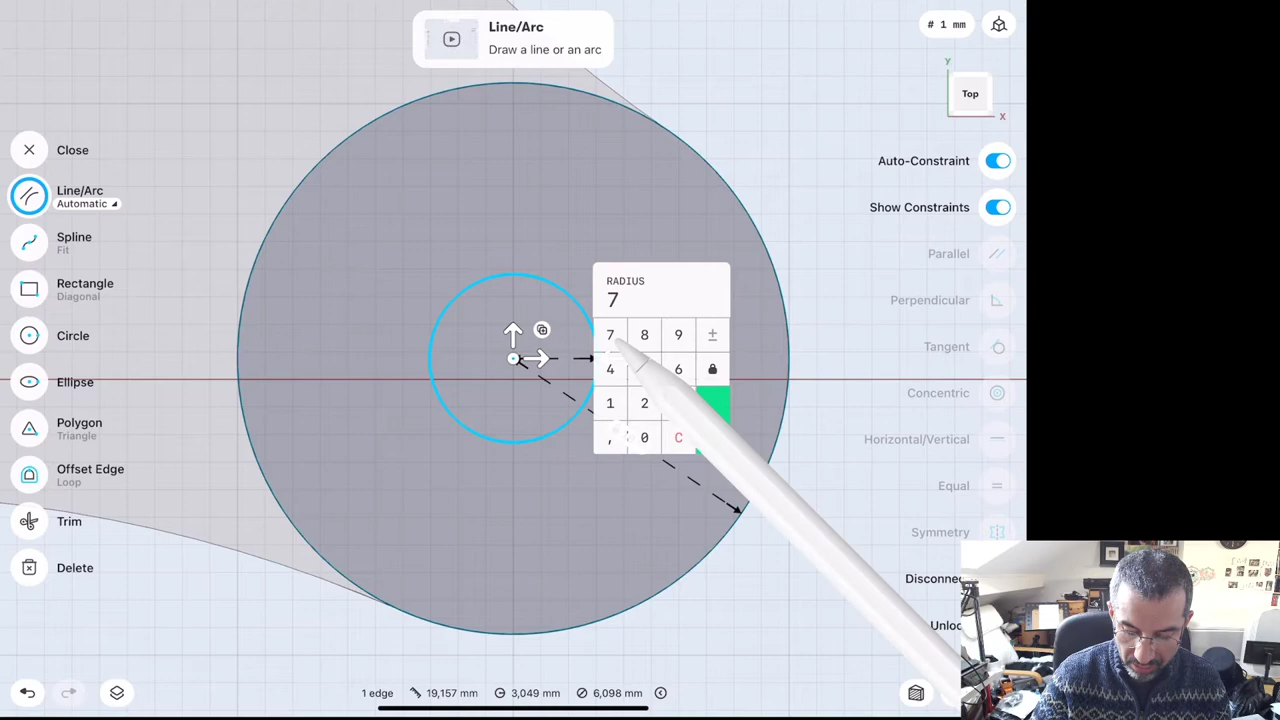 Line/Arc
Draw a line or an arc
# 1 mm
Y
Top
X
Close
Line/Arc
Automatic
Spline
Fit
Rectangle
Diagonal
Circle
Ellipse
Polygon
Triangle
Offset Edge
Loop
Trim
Delete
RADIUS
7
7 8 9 ±
4 6
1 2
, 0 C
Auto-Constraint
Show Constraints
Parallel
Perpendicular
Tangent
Concentric
Horizontal/Vertical
Equal
Symmetry
1 edge 19,157 mm 3,049 mm 6,098 mm